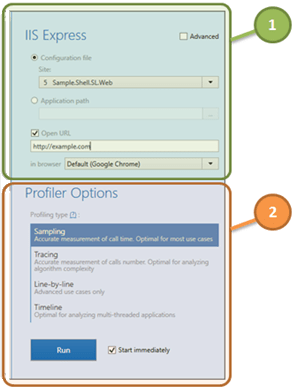 IIS Express
Advanced
1
Configuration file
Site:
5 Sample.Shell.SL.Web
Application path
...
Open URL
http://example.com
in browser Default (Google Chrome)
Profiler Options
2
Profiling type (?) :
Sampling
Accurate measurement of call time. Optimal for most use cases
Tracing
Accurate measurement of calls number. Optimal for analyzing
algorithm complexity
Line-by-line
Advanced use cases only
Timeline
Optimal for analyzing multi-threaded applications.
Run
Start immediately